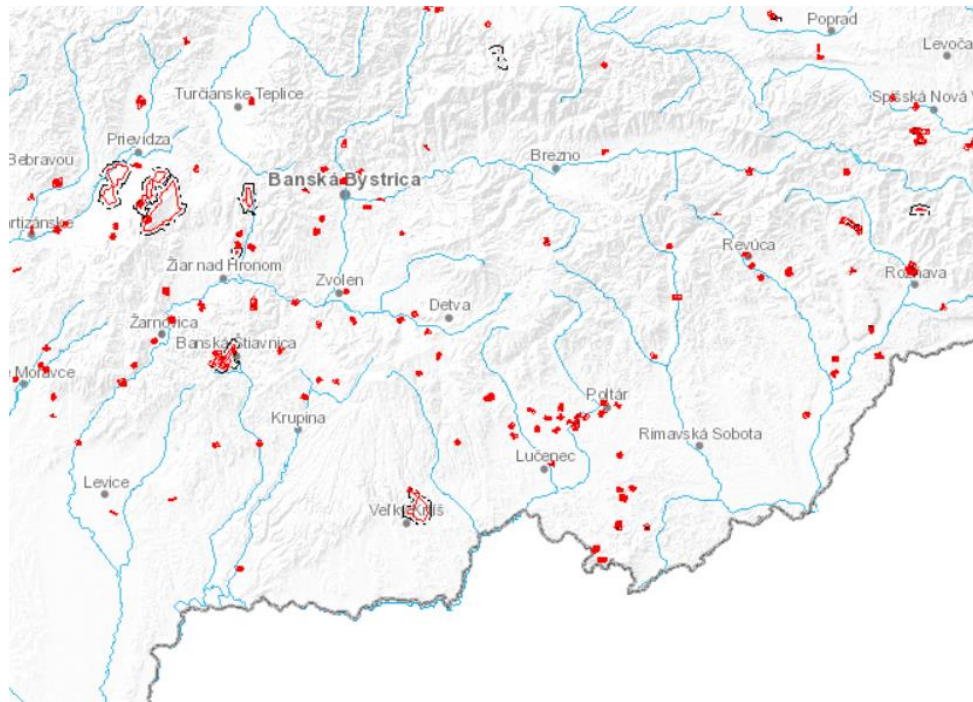 Poprad
Levoča
Turčianske Teplice
Spišská Nová V
Prievidza
Bebravou
Brezno
Banská Bystrica
artizánske
Revúca
Žiar nad Hronom
Rožňava
Zvolen
Detva
Žarnovica
Banská Štiavnica
Moravce
Poltár
Krupina
Rimavská Sobota
Lučenec
Levice